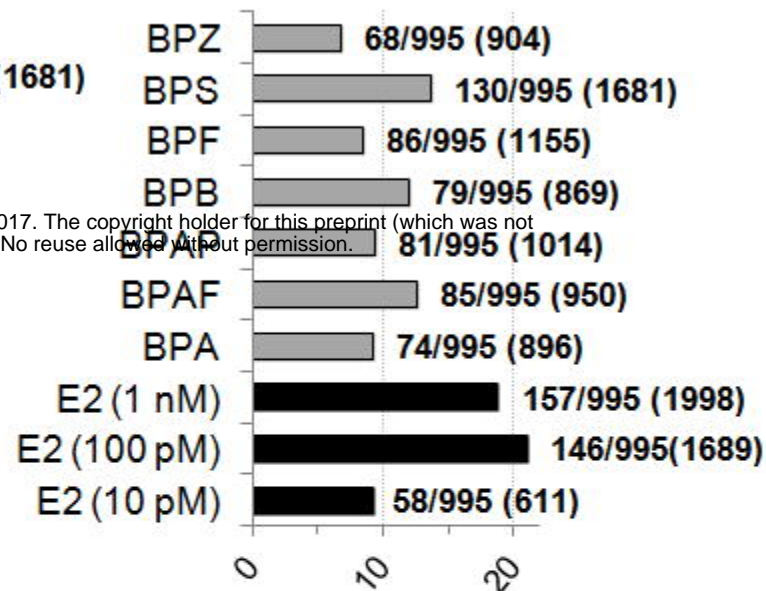 BPZ 68/995 (904)
(1681)
BPS 130/995 (1681)
BPF 86/995 (1155)
BPB 79/995 (869)
017. The copyright holder for this preprint (which was not
No reuse allowed without permission.
BPAP 81/995 (1014)
BPAF 85/995 (950)
BPA 74/995 (896)
E2 (1 nM) 157/995 (1998)
E2 (100 pM) 146/995(1689)
E2 (10 pM) 58/995 (611)
0 10 20